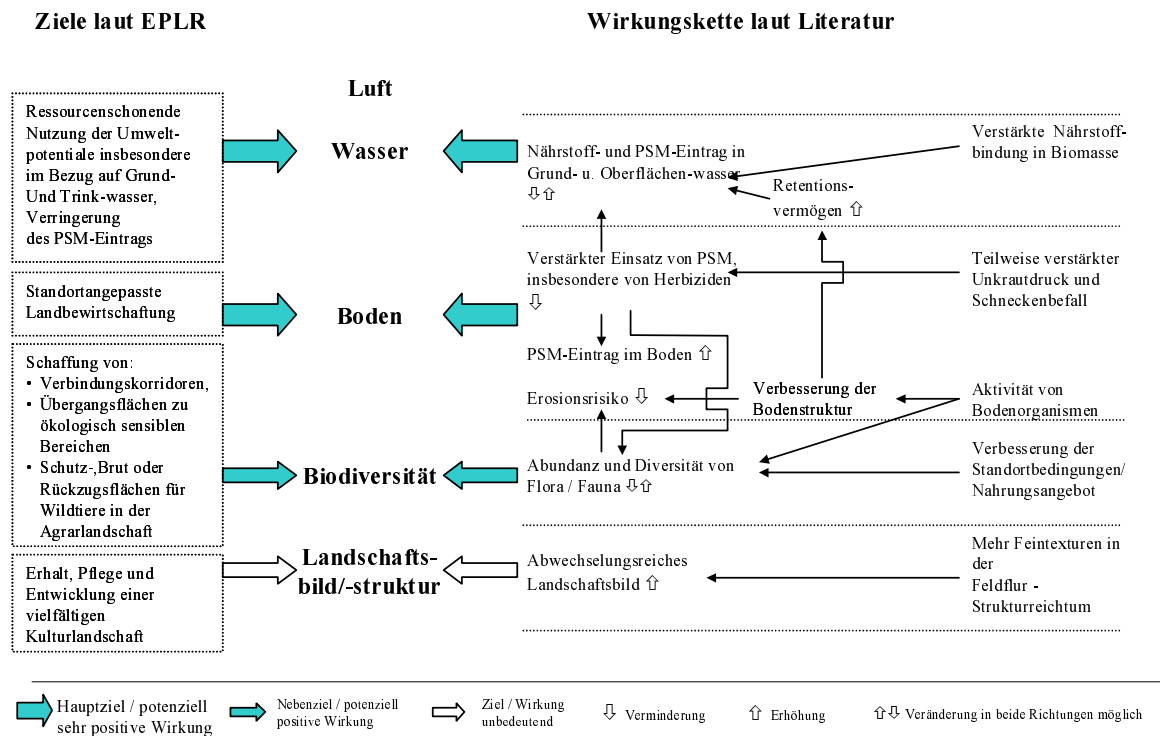 Ziele laut EPLR
Wirkungskette laut Literatur
Ressourcenschonende
Nutzung der Umwelt-
potentiale insbesondere
im Bezug auf Grund-
Und Trink-wasser,
Verringerung
des PSM-Eintrags
Standortangepasste
Landbewirtschaftung
Schaffung von:
• Verbindungskorridoren,
• Übergangsflächen zu
ökologisch sensiblen
Bereichen
• Schutz-,Brut oder
Rückzugsflächen für
Wildtiere in der
Agrarlandschaft
Erhalt, Pflege und
Entwicklung einer
vielfältigen
Kulturlandschaft
Luft
Wasser
Boden
Biodiversität
Landschafts-
bild/-struktur
Nährstoff- und PSM-Eintrag in
Grund- u. Oberflächen-wasser
⇩⇧
Verstärkter Einsatz von PSM,
insbesondere von Herbiziden
⇩
PSM-Eintrag im Boden ⇧
Erosionsrisiko ⇩
Abundanz und Diversität von
Flora / Fauna ⇩⇧
Abwechselungsreiches
Landschaftsbild ⇧
Retentions-
vermögen ⇧
Verbesserung der
Bodenstruktur
Verstärkte Nährstoff-
bindung in Biomasse
Teilweise verstärkter
Unkrautdruck und
Schneckenbefall
Aktivität von
Bodenorganismen
Verbesserung der
Standortbedingungen/
Nahrungsangebot
Mehr Feintexturen in
der
Feldflur -
Strukturreichtum
Hauptziel / potenziell
sehr positive Wirkung
Nebenziel / potenziell
positive Wirkung
Ziel / Wirkung
unbedeutend
⇩ Verminderung
⇧ Erhöhung
⇧⇩ Veränderung in beide Richtungen möglich